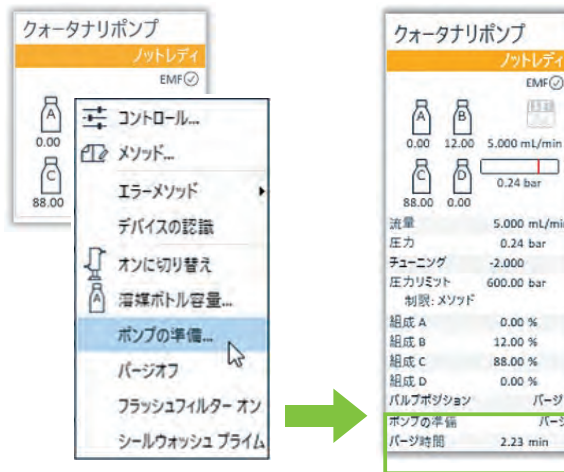 クォータナリポンプ
ノットレディ
EMF
A
0.00
C
88.00
コントロール...
メソッド...
エラーメソッド
デバイスの認識
オンに切り替え
A 溶媒ボトル容量...
ポンプの準備...
パージオフ
フラッシュフィルター オン
シールウォッシュ プライム
クォータナリポンプ
ノットレディ
EMF
A B
0.00 12.00 5.000 mL/min
C D
88.00 0.00 0.24 bar
流量 5.000 mL/min
圧力 0.24 bar
チューニング -2.000
圧力リミット 600.00 bar
制限: メソッド
組成 A 0.00 %
組成 B 12.00 %
組成 C 88.00 %
組成 D 0.00 %
バルブポジション パージ
ポンプの準備 パージ
パージ時間 2.23 min